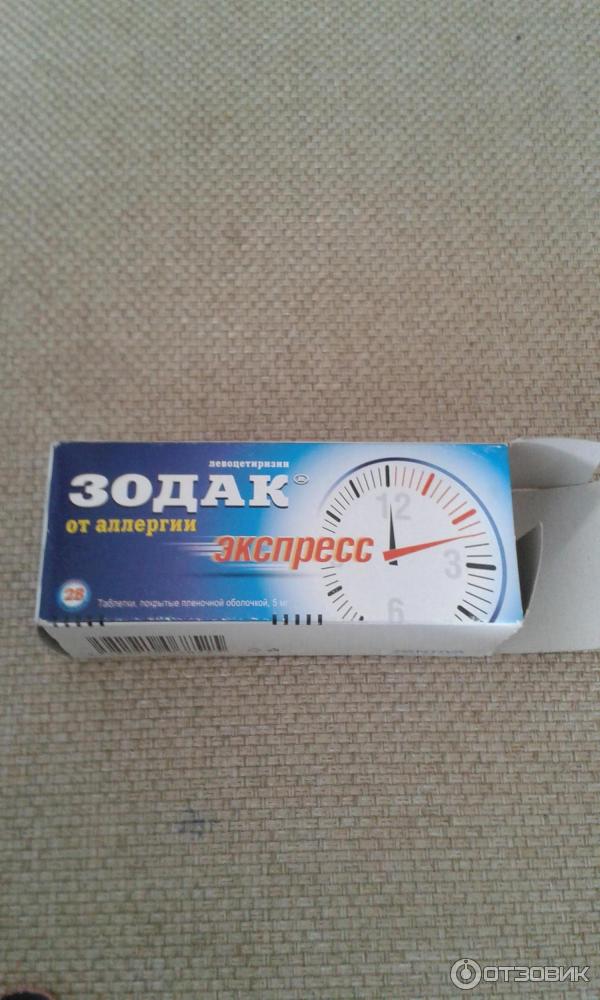 левоцетиризин
ЗОДАК®
от аллергии
экспресс
28
Таблетки, покрытые пленочной оболочкой, 5 мг
12
3
6
ОТЗОВИК